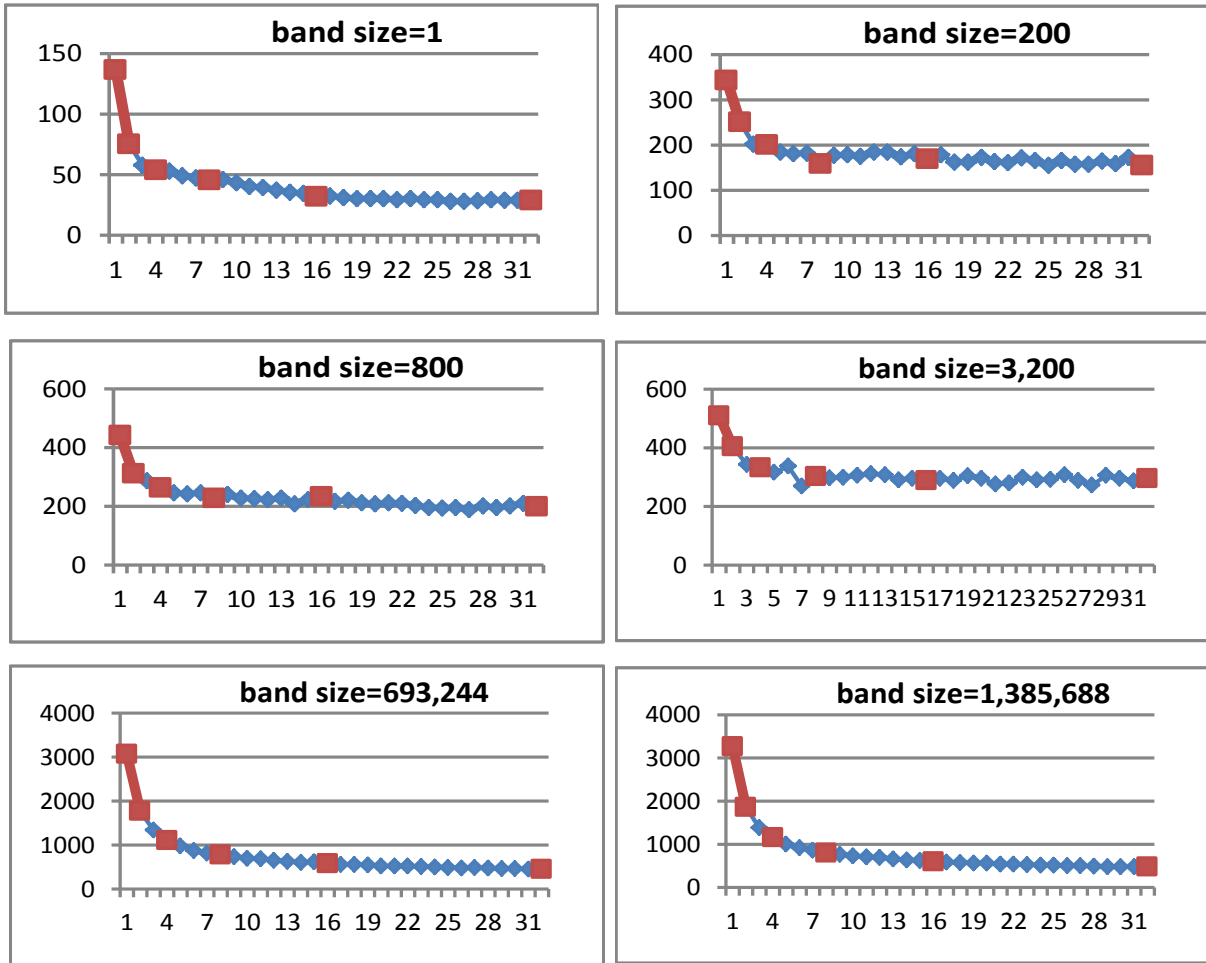 band size=1
150
100
50
0
1 4 7 10 13 16 19 22 25 28 31
band size=200
400
300
200
100
0
1 4 7 10 13 16 19 22 25 28 31
band size=800
600
400
200
0
1 4 7 10 13 16 19 22 25 28 31
band size=3,200
600
400
200
0
1 3 5 7 9 11 13 15 17 19 21 23 25 27 29 31
band size=693,244
4000
3000
2000
1000
0
1 4 7 10 13 16 19 22 25 28 31
band size=1,385,688
4000
3000
2000
1000
0
1 4 7 10 13 16 19 22 25 28 31